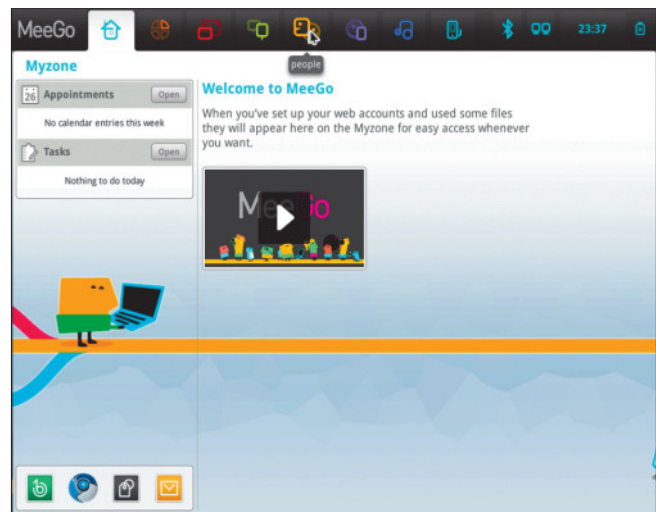 MeeGo
23:37
people
Myzone
26
Appointments
Open
No calendar entries this week
Tasks
Open
Nothing to do today
Welcome to MeeGo
When you've set up your web accounts and used some files
they will appear here on the Myzone for easy access whenever
you want.
MeeGo